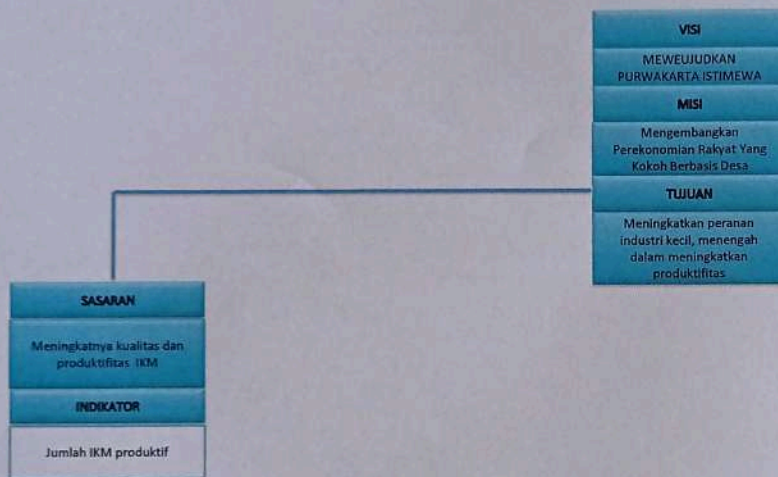 VISI
MEWEUJUDKAN
PURWAKARTA ISTIMEWA
MISI
Mengembangkan
Perekonomian Rakyat Yang
Kokoh Berbasis Desa
TUJUAN
Meningkatkan peranan
industri kecil, menengah
dalam meningkatkan
produktifitas
SASARAN
Meningkatnya kualitas dan
produktifitas IKM
INDIKATOR
Jumlah IKM produktif